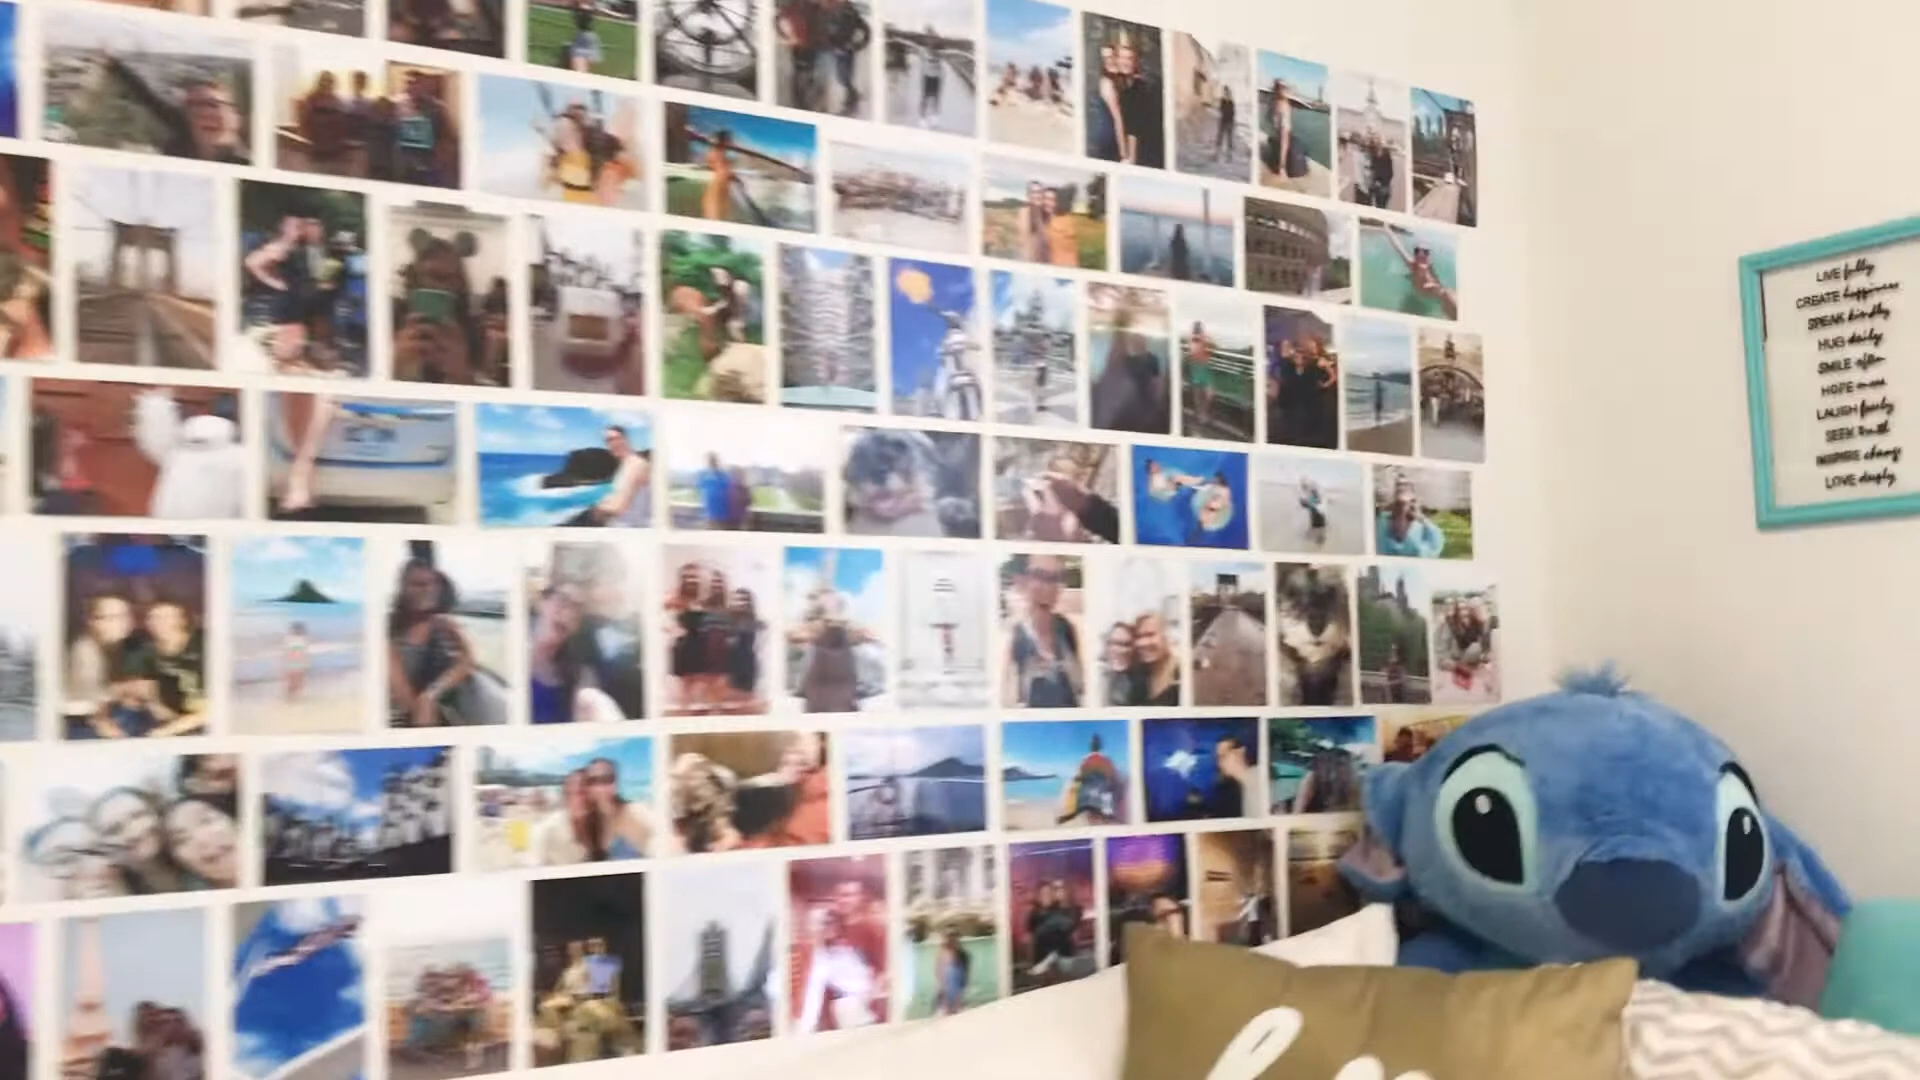 LIVE fully
CREATE happiness
SPEAK kindly
HUG daily
SMILE often
HOPE more
LAUGH freely
SEEK truth
INSPIRE change
LOVE deeply